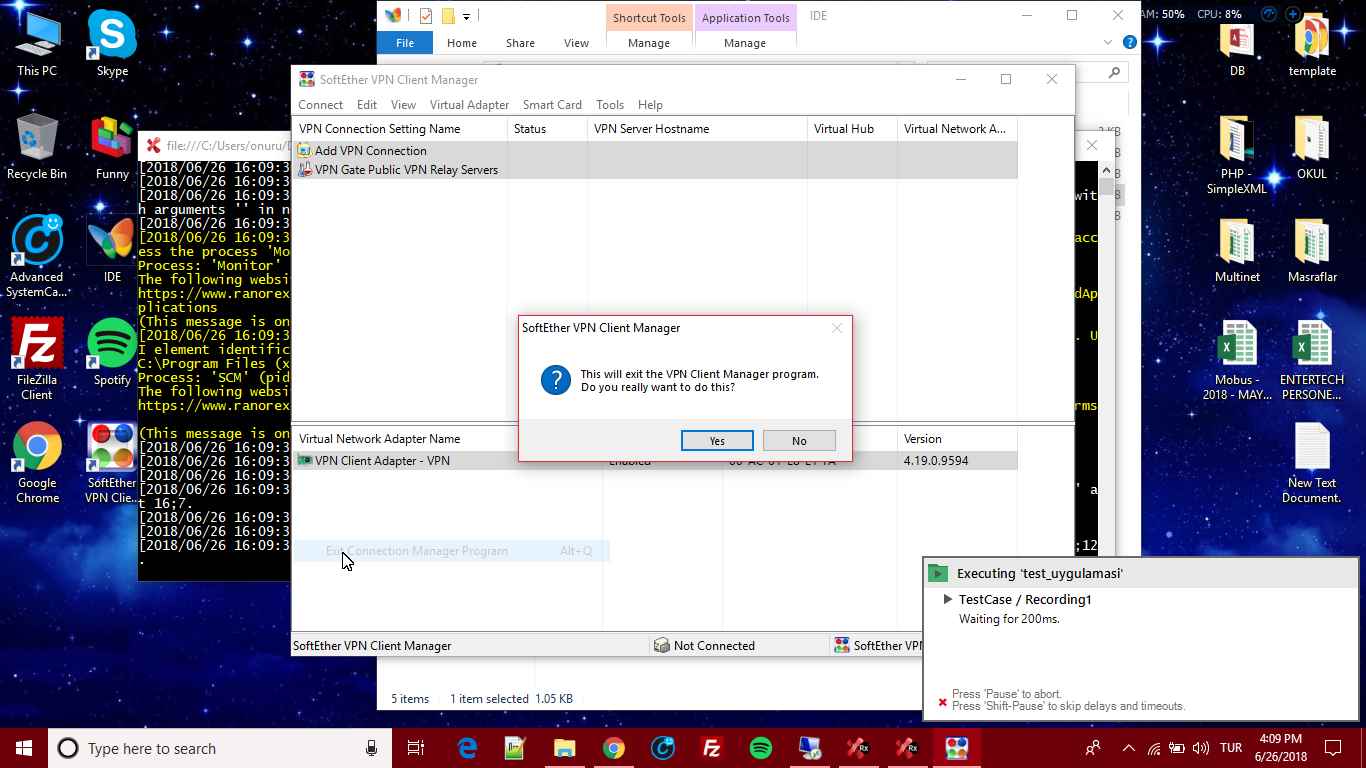 This PC
Skype
Recycle Bin
Funny
Advanced
SystemCa...
IDE
FileZilla
Client
Spotify
Google
Chrome
SoftEther
VPN Clie...
Shortcut Tools
Application Tools
IDE
File
Home
Share
View
Manage
Manage
AM: 50%
CPU: 8%
DB
template
PHP -
SimpleXML
OKUL
Multinet
Masraflar
Mobus -
2018 - MAY...
ENTERTECH
PERSONE...
New Text
Document.
file:///C:/Users/onuru/D
[2018/06/26 16:09:3
[2018/06/26 16:09:3
[2018/06/26 16:09:3
wit
h arguments '' in n
[2018/06/26 16:09:3
[2018/06/26 16:09:3
acc
ess the process 'Mo
Process: 'Monitor'
The following websi
https://www.ranorex
dAp
plications
(This message is on
[2018/06/26 16:09:3
. U
I element identific
C:\Program Files (x
Process: 'SCM' (pid
The following websi
https://www.ranorex
rms
(This message is on
[2018/06/26 16:09:3
[2018/06/26 16:09:3
[2018/06/26 16:09:3
[2018/06/26 16:09:3
' a
t 16;7.
[2018/06/26 16:09:3
[2018/06/26 16:09:3
[2018/06/26 16:09:3
;12
.
SoftEther VPN Client Manager
Connect
Edit
View
Virtual Adapter
Smart Card
Tools
Help
VPN Connection Setting Name
Status
VPN Server Hostname
Virtual Hub
Virtual Network A...
Add VPN Connection
VPN Gate Public VPN Relay Servers
SoftEther VPN Client Manager
This will exit the VPN Client Manager program.
Do you really want to do this?
Yes
No
Virtual Network Adapter Name
Version
VPN Client Adapter - VPN
Enabled
4.19.0.9594
Exit Connection Manager Program
Alt+Q
SoftEther VPN Client Manager
Not Connected
SoftEther VPN
5 items
1 item selected
1.05 KB
Executing 'test_uygulamasi'
TestCase / Recording1
Waiting for 200ms.
Press 'Pause' to abort.
Press 'Shift-Pause' to skip delays and timeouts.
Type here to search
TUR
4:09 PM
6/26/2018